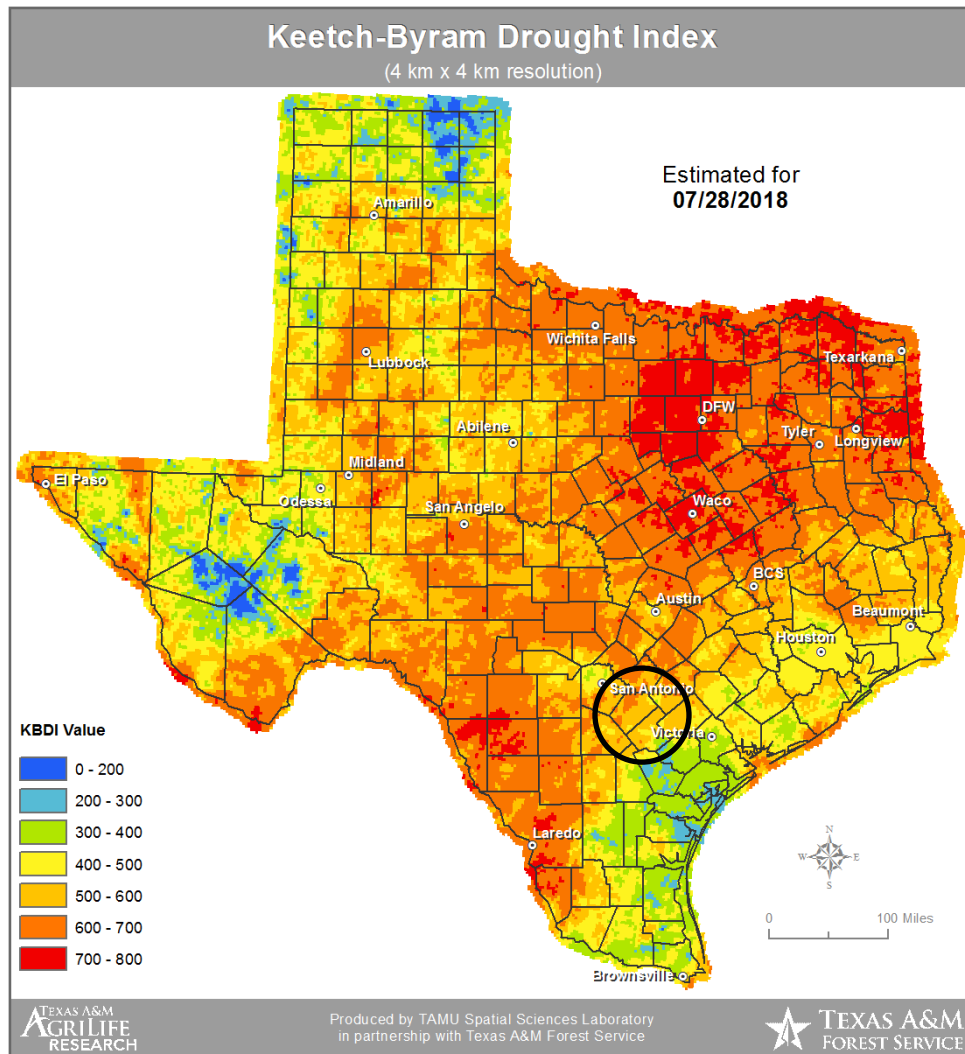 Keetch-Byram Drought Index
(4 km x 4 km resolution)
Estimated for
07/28/2018
Amarillo
Wichita Falls
Lubbock
Texarkana
DFW
Abilene
Tyler
Longview
Midland
El Paso
Odessa
San Angelo
Waco
BCS
Austin
Beaumont
Houston
San Antonio
Victoria
KBDI Value
0 - 200
200 - 300
300 - 400
400 - 500
500 - 600
600 - 700
700 - 800
Laredo
N
W E
S
0 100 Miles
Brownsville
TEXAS A&M
AGRILIFE
RESEARCH
Produced by TAMU Spatial Sciences Laboratory
in partnership with Texas A&M Forest Service
TEXAS A&M
FOREST SERVICE